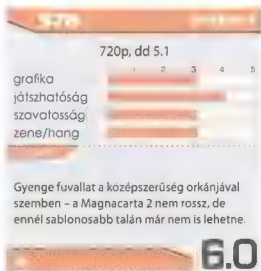 720p, dd 5.1
1 2 3 4 5
grafika
játszhatóság
szavatosság
zene/hang
Gyenge fuvallat a középszerűség orkánjával
szemben – a Magnacarta 2 nem rossz, de
ennél sablonosabb talán már nem is lehetne.
6.0